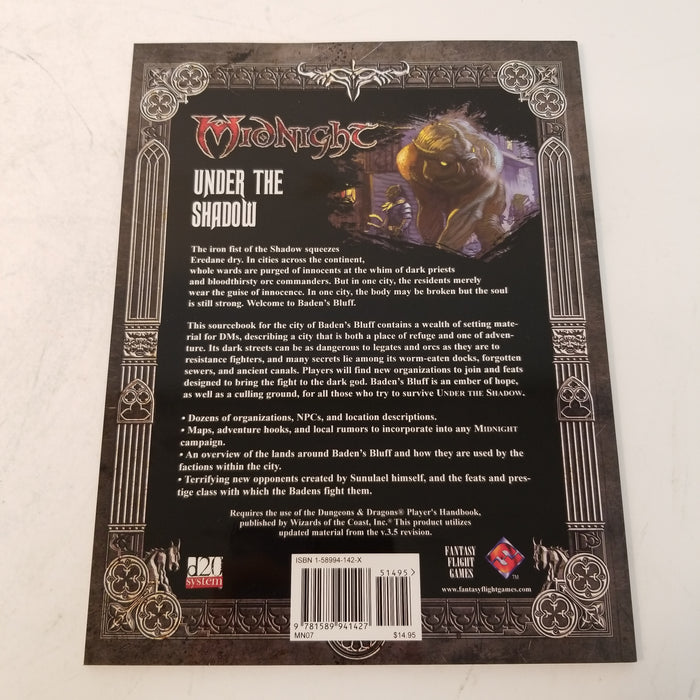 MIDNIGHT
UNDER THE
SHADOW
The iron fist of the Shadow squeezes
Eredane dry. In cities across the continent,
whole wards are purged of innocents at the whim of dark priests
and bloodthirsty orc commanders. But in one city, the residents merely
wear the guise of innocence. In one city, the body may be broken but the soul
is still strong. Welcome to Baden's Bluff.
This sourcebook for the city of Baden's Bluff contains a wealth of setting mate-
rial for DMs, describing a city that is both a place of refuge and one of adven-
ture. Its dark streets can be as dangerous to legates and orcs as they are to
resistance fighters, and many secrets lie among its worm-eaten docks, forgotten
sewers, and ancient canals. Players will find new organizations to join and feats
designed to bring the fight to the dark god. Baden's Bluff is an ember of hope,
as well as a culling ground, for all those who try to survive UNDER THE SHADOW.
• Dozens of organizations, NPCs, and location descriptions.
• Maps, adventure hooks, and local rumors to incorporate into any MIDNIGHT
campaign.
• An overview of the lands around Baden's Bluff and how they are used by the
factions within the city.
• Terrifying new opponents created by Sunulael himself, and the feats and pres-
tige class with which the Badens fight them.
Requires the use of the Dungeons & Dragons® Player's Handbook,
published by Wizards of the Coast, Inc.® This product utilizes
updated material from the v.3.5 revision.
d20
system
ISBN 1-58994-142-X
51495>
9 781589 941427
MN07 $14.95
FANTASY
FLIGHT
GAMES
TM
www.fantasyflightgames.com